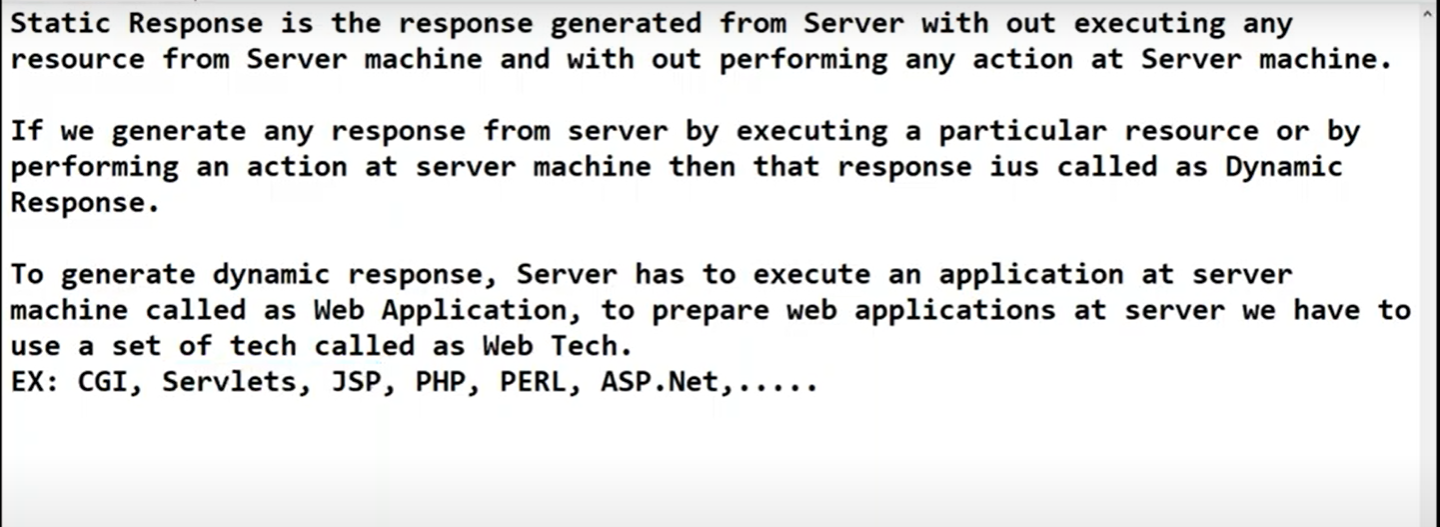 Static Response is the response generated from Server with out executing any
resource from Server machine and with out performing any action at Server machine.
If we generate any response from server by executing a particular resource or by
performing an action at server machine then that response ius called as Dynamic
Response.
To generate dynamic response, Server has to execute an application at server
machine called as Web Application, to prepare web applications at server we have to
use a set of tech called as Web Tech.
EX: CGI, Servlets, JSP, PHP, PERL, ASP.Net,.....